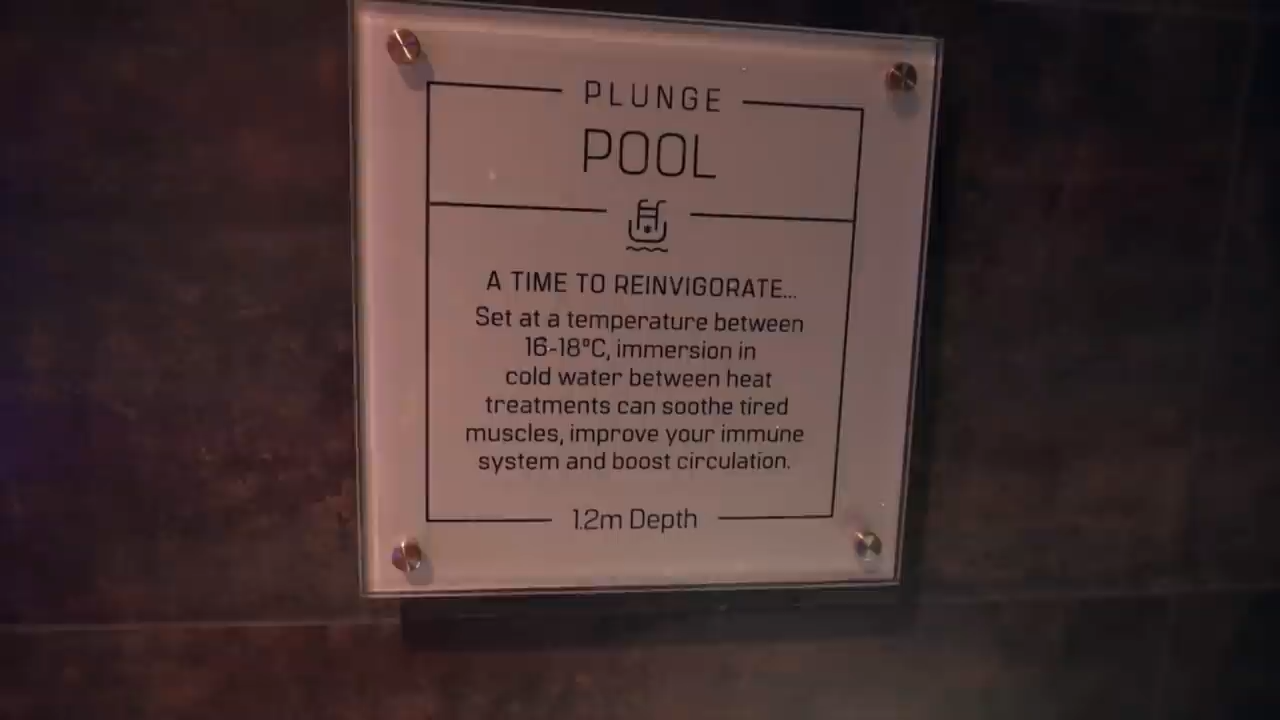 PLUNGE
POOL
A TIME TO REINVIGORATE...
Set at a temperature between
16-18°C, immersion in
cold water between heat
treatments can soothe tired
muscles, improve your immune
system and boost circulation.
1.2m Depth